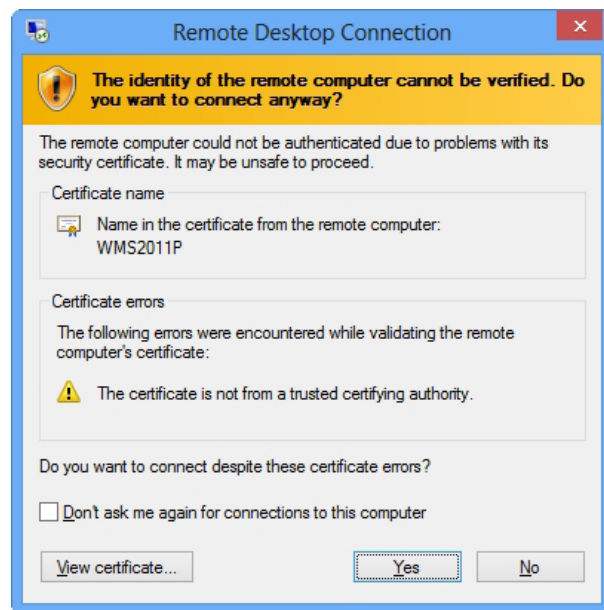 Remote Desktop Connection
The identity of the remote computer cannot be verified. Do
you want to connect anyway?
The remote computer could not be authenticated due to problems with its
security certificate. It may be unsafe to proceed.
Certificate name
Name in the certificate from the remote computer:
WMS2011P
Certificate errors
The following errors were encountered while validating the remote
computer's certificate:
The certificate is not from a trusted certifying authority.
Do you want to connect despite these certificate errors?
Don't ask me again for connections to this computer
View certificate... Yes No